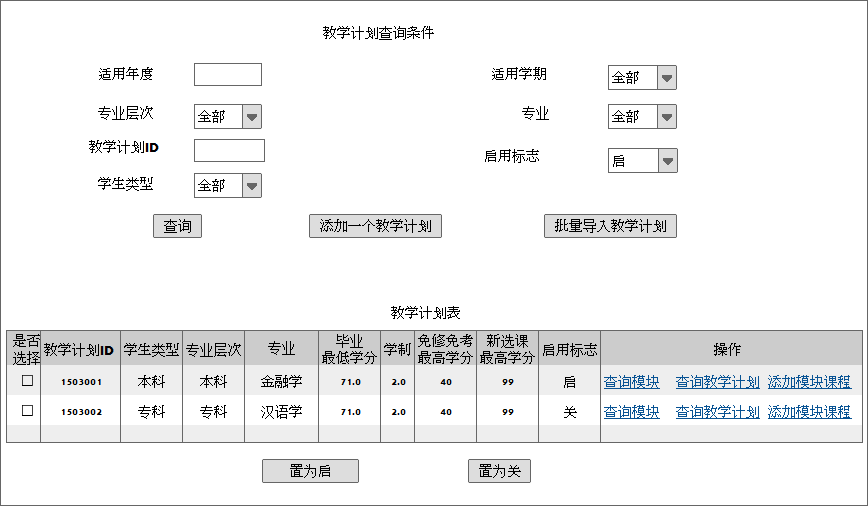 教学计划查询条件
适用年度
适用学期 全部
专业层次 全部
专业 全部
教学计划ID
启用标志 启
学生类型 全部
查询 添加一个教学计划 批量导入教学计划
教学计划表
是否选择 教学计划ID 学生类型 专业层次 专业 毕业最低学分 学制 免修免考最高学分 新选课最高学分 启用标志 操作
1503001 本科 本科 金融学 71.0 2.0 40 99 启 查询模块 查询教学计划 添加模块课程
1503002 专科 专科 汉语学 71.0 2.0 40 99 关 查询模块 查询教学计划 添加模块课程
置为启 置为关